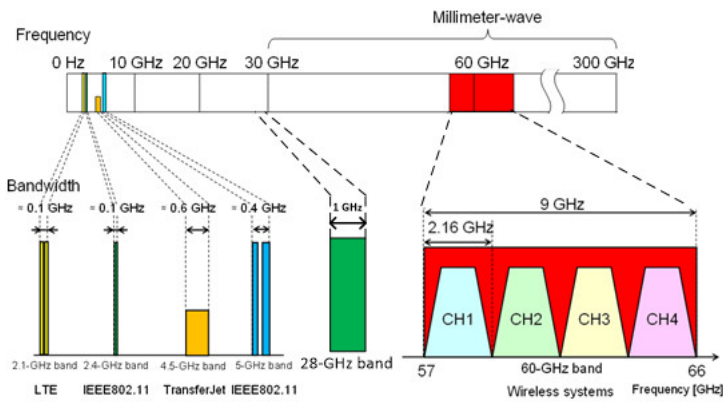 Millimeter-wave
Frequency
0 Hz 10 GHz 20 GHz 30 GHz 60 GHz 300 GHz
Bandwidth
≈ 0.1 GHz ≈ 0.1 GHz ≈ 0.6 GHz ≈ 0.4 GHz 1 GHz 9 GHz
2.16 GHz
CH1 CH2 CH3 CH4
2.1-GHz band 2.4-GHz band 4.5-GHz band 5-GHz band 28-GHz band 57 60-GHz band 66
LTE IEEE802.11 TransferJet IEEE802.11 Wireless systems Frequency [GHz]